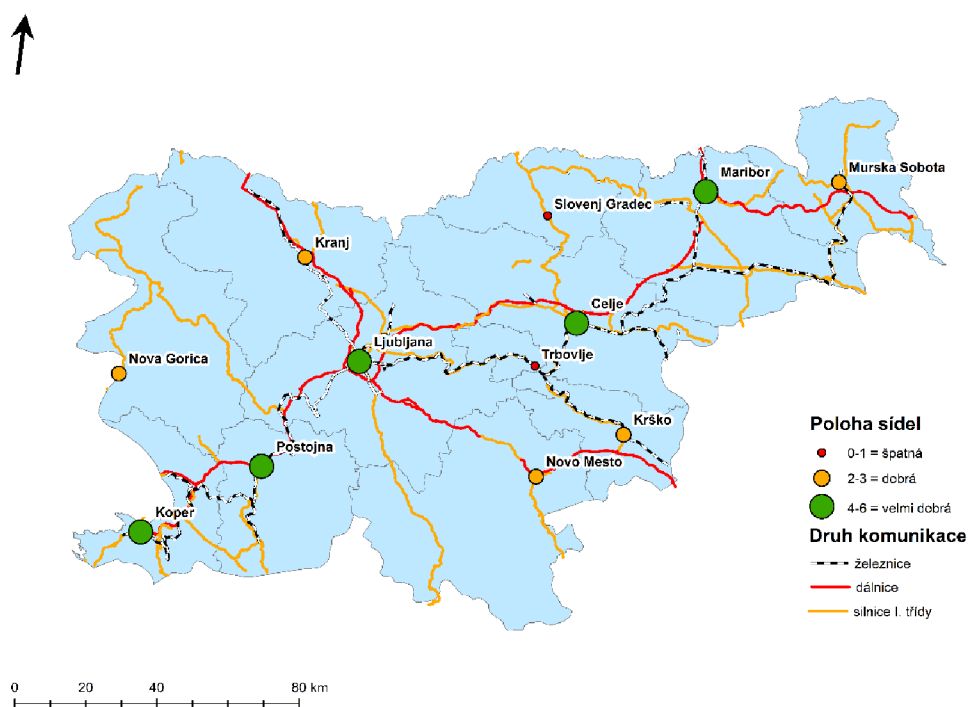 Murska Sobota
Maribor
Slovenj Gradec
Kranj
Celje
Ljubljana
Trbovlje
Nova Gorica
Krško
Postojna
Novo Mesto
Koper
Poloha sídel
0-1 = špatná
2-3 = dobrá
4-6 = velmi dobrá
Druh komunikace
železnice
dálnice
silnice I. třídy
0 20 40 80 km